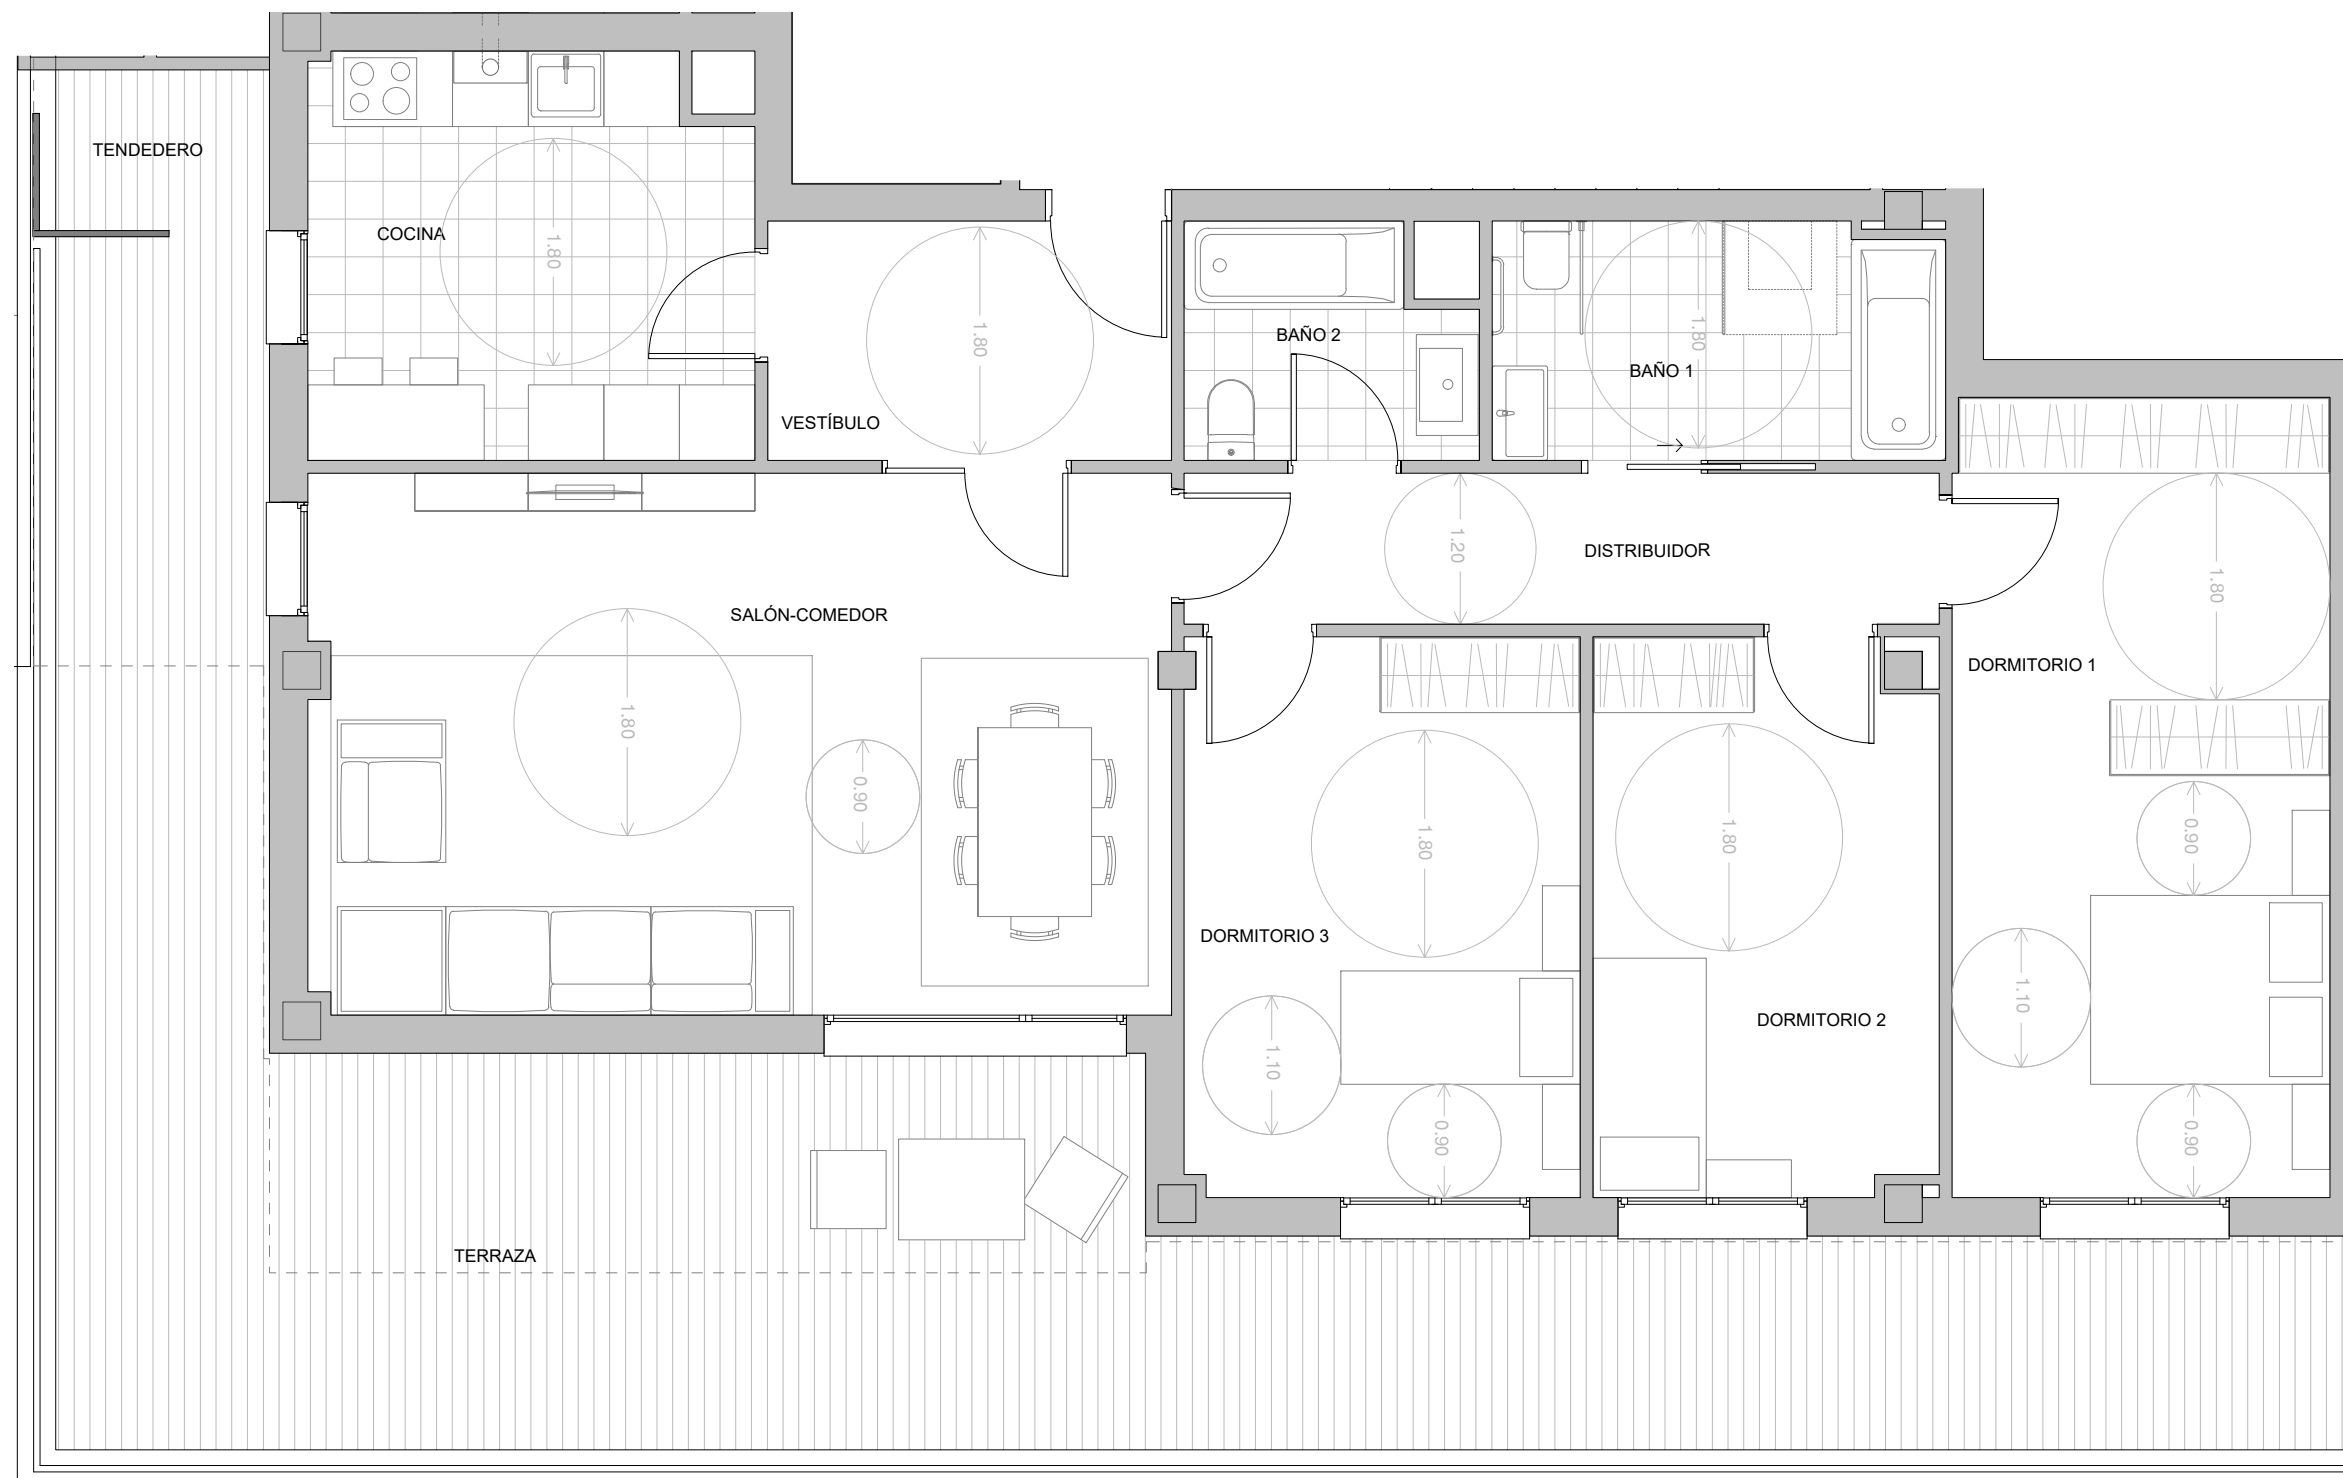 TENDEDERO
COCINA
1.80
VESTÍBULO
1.80
BAÑO 2
BAÑO 1
1.80
SALÓN-COMEDOR
1.80
0.90
1.20
DISTRIBUIDOR
DORMITORIO 1
1.80
0.90
1.10
0.90
DORMITORIO 3
1.80
1.10
0.90
DORMITORIO 2
1.80
TERRAZA